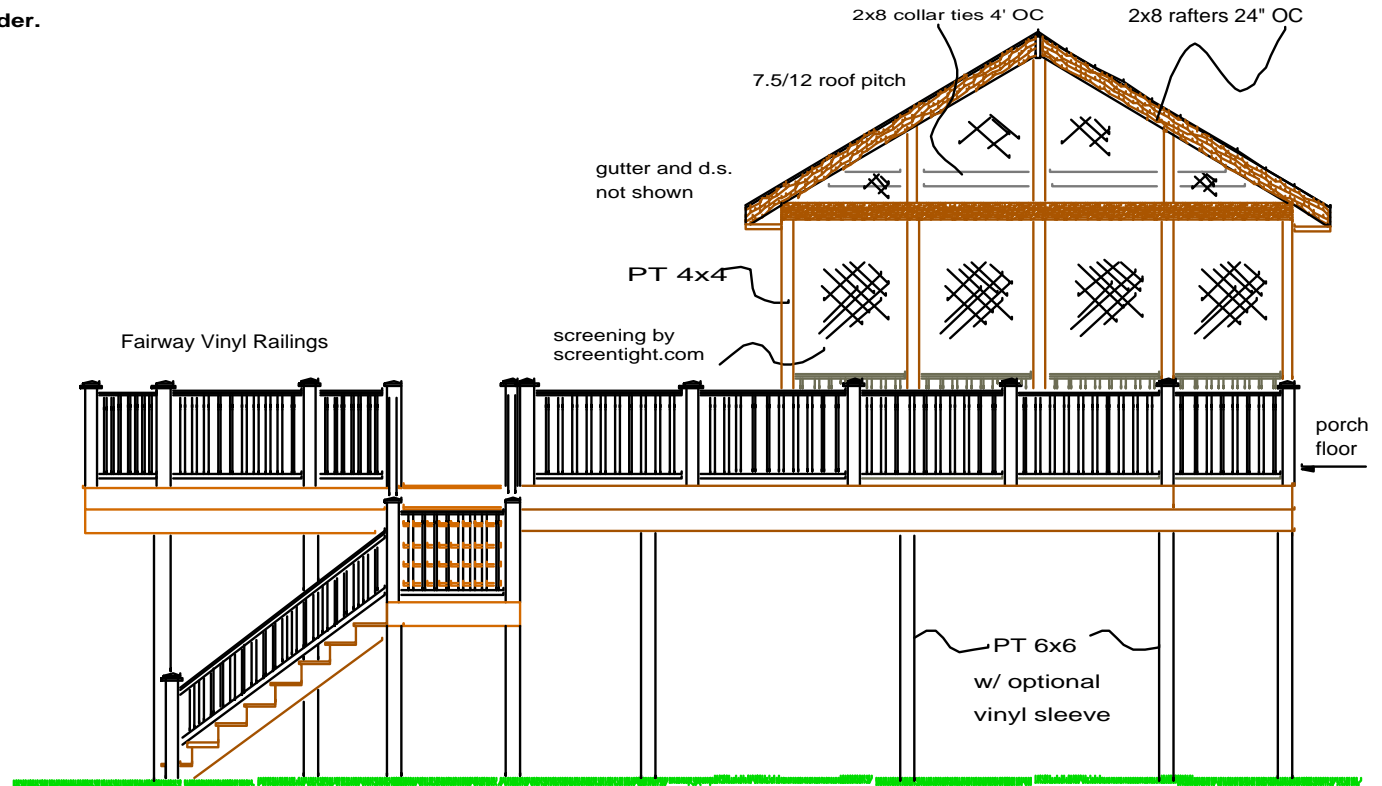 der.
2x8 collar ties 4' OC
2x8 rafters 24" OC
7.5/12 roof pitch
gutter and d.s.
not shown
PT 4x4
Fairway Vinyl Railings
screening by
screentight.com
porch
floor
PT 6x6
w/ optional
vinyl sleeve